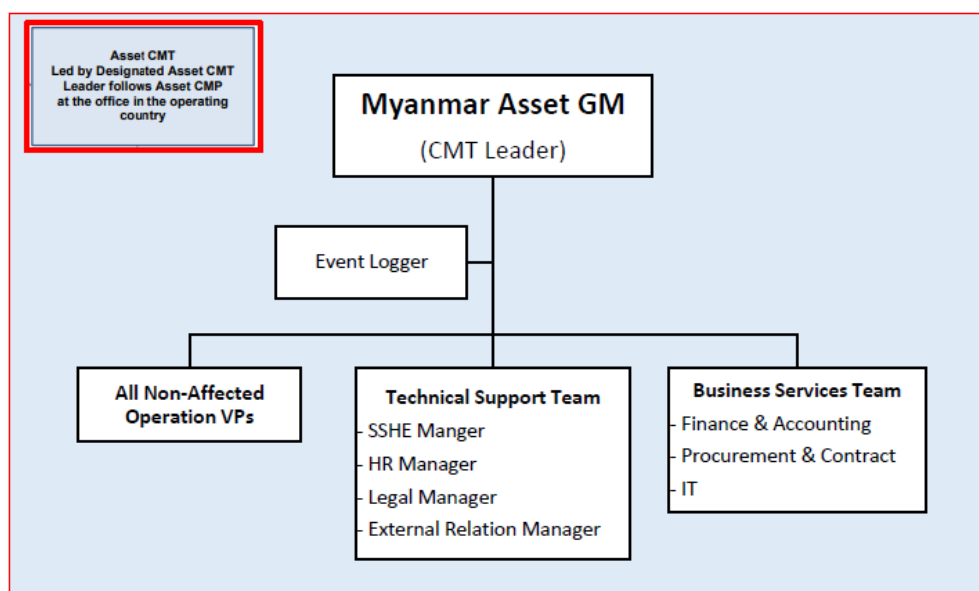 Asset CMT
Led by Designated Asset CMT
Leader follows Asset CMP
at the office in the operating
country
Myanmar Asset GM
(CMT Leader)
Event Logger
All Non-Affected
Operation VPs
Technical Support Team
- SSHE Manger
- HR Manager
- Legal Manager
- External Relation Manager
Business Services Team
- Finance & Accounting
- Procurement & Contract
- IT